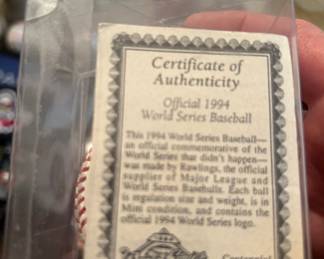 Certificate of
Authenticity
Official 1994
World Series Baseball
This 1994 World Series Baseball—
an official commemorative of the
World Series that didn't happen—
was made by Rawlings, the official
supplier of Major League and
World Series Baseballs. Each ball
is regulation size and weight, is in
Mint condition, and contains the
official 1994 World Series logo.
Centennial